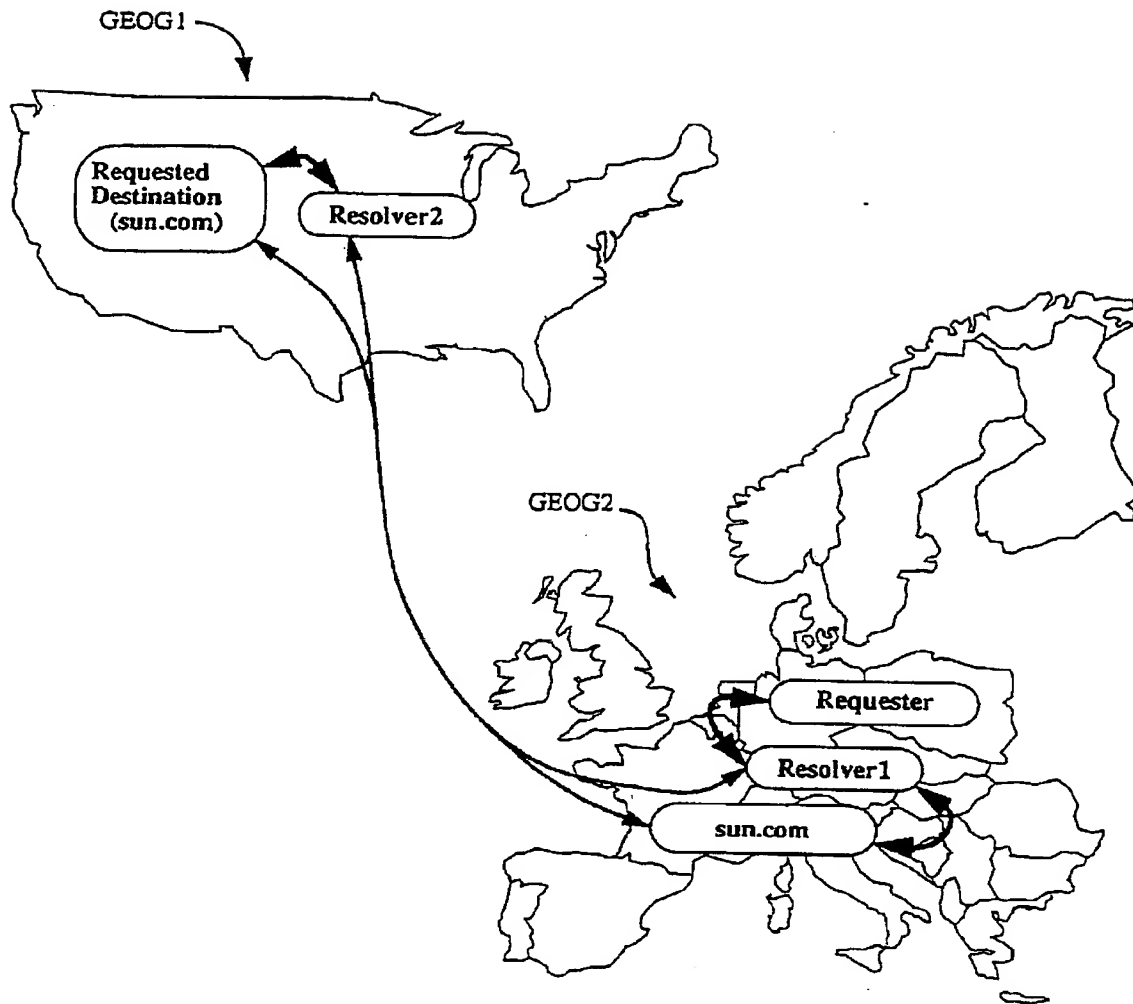 GEOG1
Requested
Destination
(sun.com)
Resolver2
GEOG2
Requester
Resolver1
sun.com